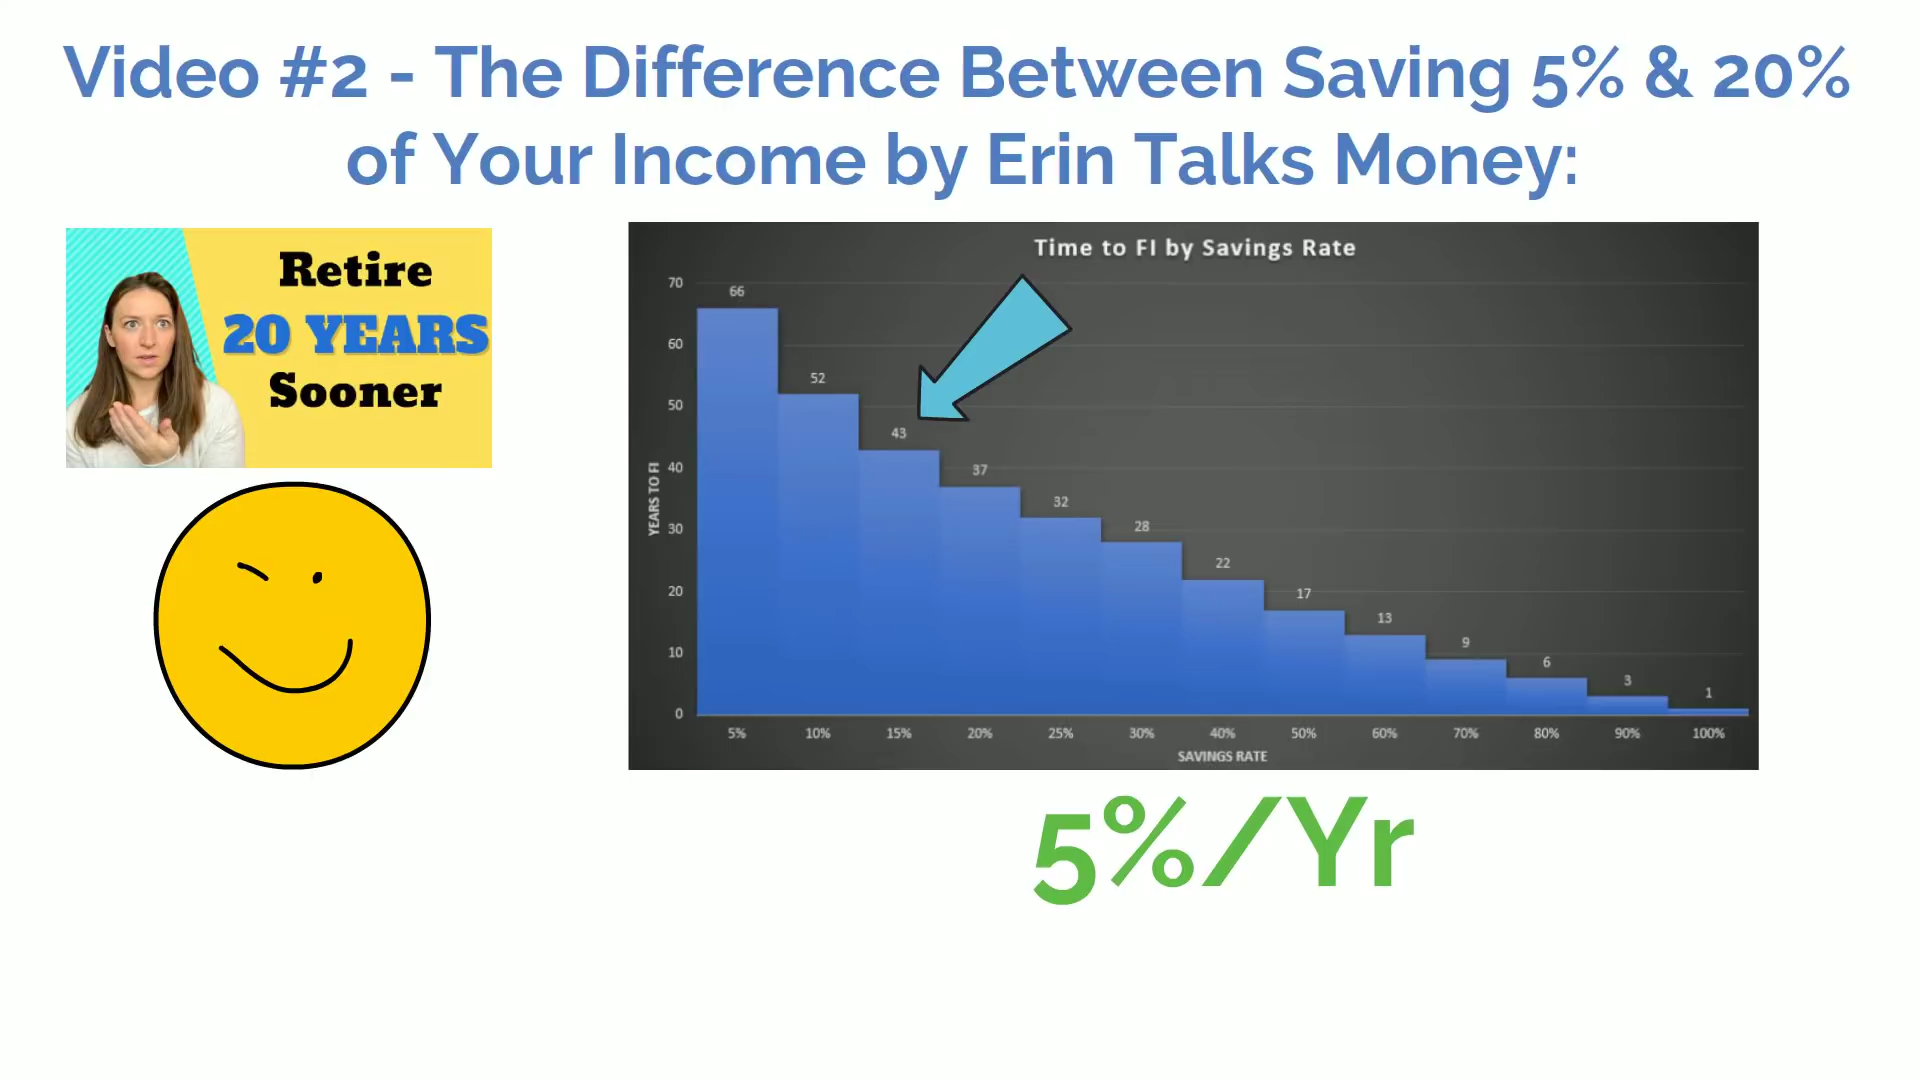 Video #2 - The Difference Between Saving 5% & 20%
of Your Income by Erin Talks Money:
Retire
20 YEARS
Sooner
Time to FI by Savings Rate
YEARS TO FI
70
60
50
40
30
20
10
0
66
52
43
37
32
28
22
17
13
9
6
3
1
5% 10% 15% 20% 25% 30% 40% 50% 60% 70% 80% 90% 100%
SAVINGS RATE
5%/Yr